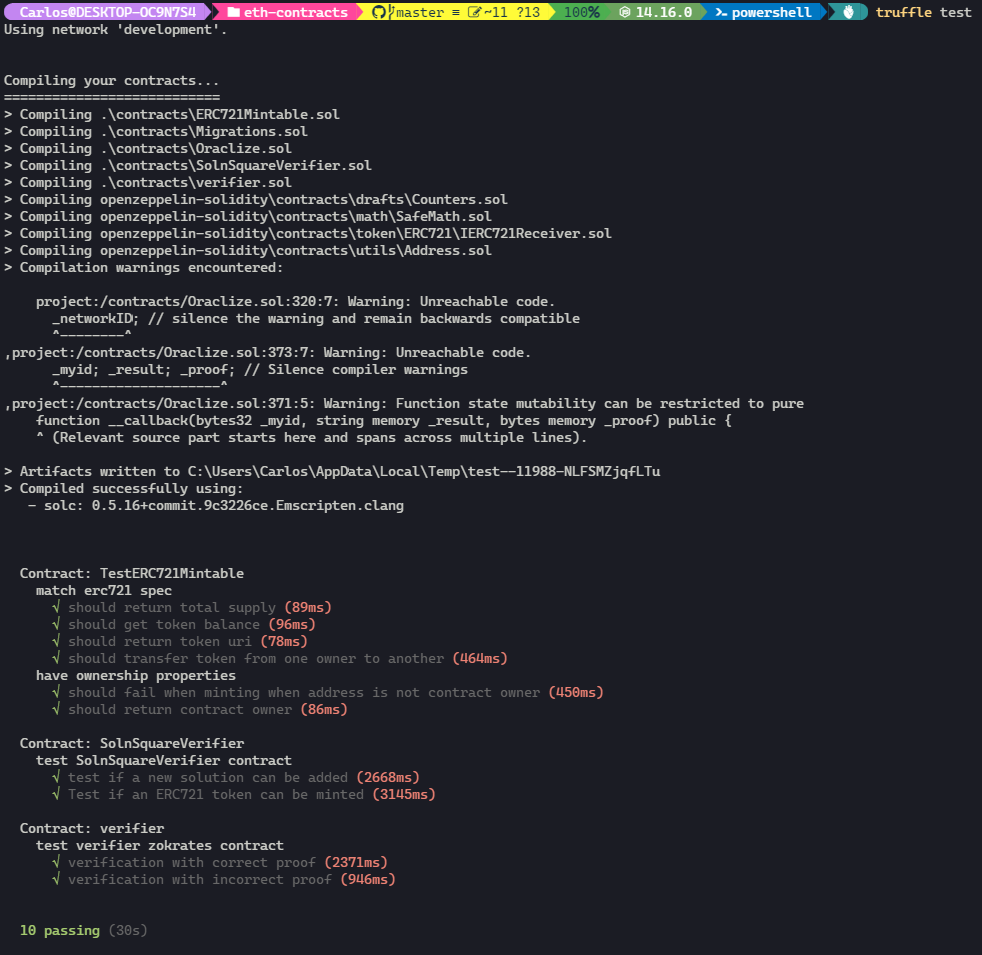 Carlos@DESKTOP-OC9N7S4 eth-contracts master ≡ ~11 ?13 100% 14.16.0 powershell truffle test
Using network 'development'.
Compiling your contracts...
===========================
> Compiling .\contracts\ERC721Mintable.sol
> Compiling .\contracts\Migrations.sol
> Compiling .\contracts\Oraclize.sol
> Compiling .\contracts\SolnSquareVerifier.sol
> Compiling .\contracts\verifier.sol
> Compiling openzeppelin-solidity\contracts\drafts\Counters.sol
> Compiling openzeppelin-solidity\contracts\math\SafeMath.sol
> Compiling openzeppelin-solidity\contracts\token\ERC721\IERC721Receiver.sol
> Compiling openzeppelin-solidity\contracts\utils\Address.sol
> Compilation warnings encountered:
project:/contracts/Oraclize.sol:320:7: Warning: Unreachable code.
_networkID; // silence the warning and remain backwards compatible
^--------^
,project:/contracts/Oraclize.sol:373:7: Warning: Unreachable code.
_myid; _result; _proof; // Silence compiler warnings
^--------------------^
,project:/contracts/Oraclize.sol:371:5: Warning: Function state mutability can be restricted to pure
function __callback(bytes32 _myid, string memory _result, bytes memory _proof) public {
^ (Relevant source part starts here and spans across multiple lines).
> Artifacts written to C:\Users\Carlos\AppData\Local\Temp\test--11988-NLFSMZjqfLTu
> Compiled successfully using:
- solc: 0.5.16+commit.9c3226ce.Emscripten.clang
Contract: TestERC721Mintable
match erc721 spec
√ should return total supply (89ms)
√ should get token balance (96ms)
√ should return token uri (78ms)
√ should transfer token from one owner to another (464ms)
have ownership properties
√ should fail when minting when address is not contract owner (450ms)
√ should return contract owner (86ms)
Contract: SolnSquareVerifier
test SolnSquareVerifier contract
√ test if a new solution can be added (2668ms)
√ Test if an ERC721 token can be minted (3145ms)
Contract: verifier
test verifier zokrates contract
√ verification with correct proof (2371ms)
√ verification with incorrect proof (946ms)
10 passing (30s)